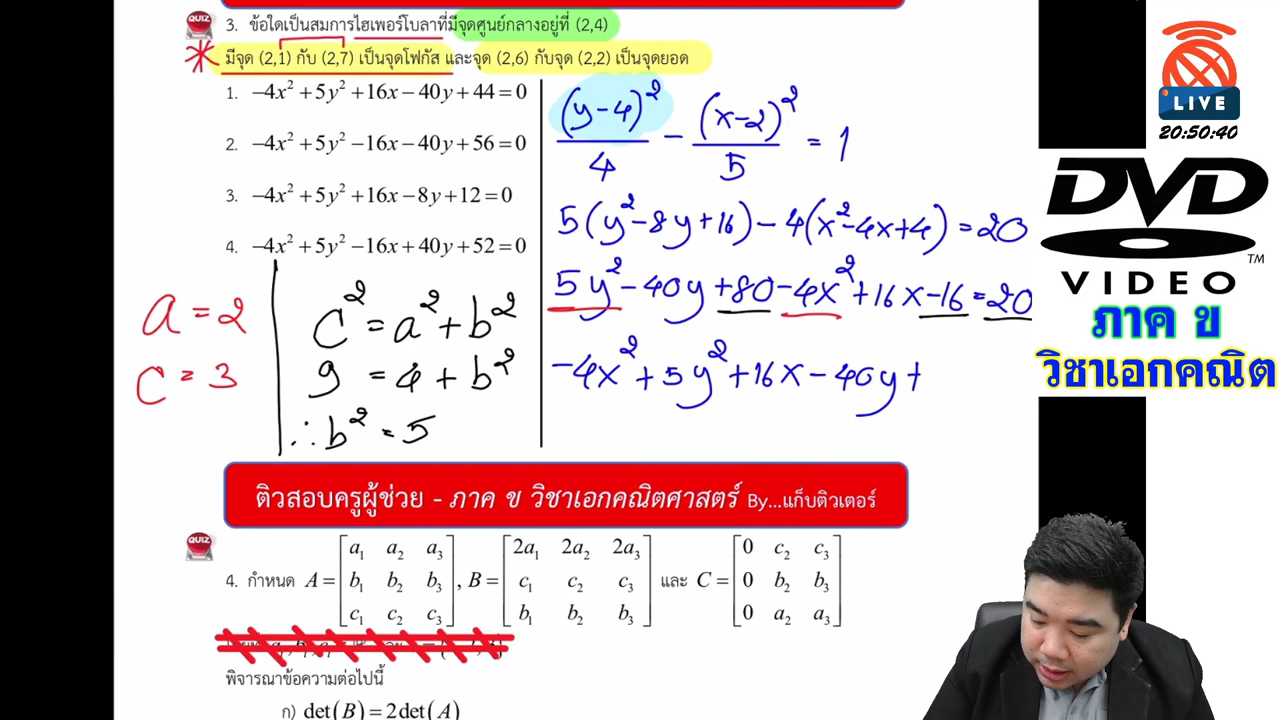 QUIZ
3. ข้อใดเป็นสมการไฮเพอร์โบลาที่มีจุดศูนย์กลางอยู่ที่ (2,4)
มีจุด (2,1) กับ (2,7) เป็นจุดโฟกัส และจุด (2,6) กับจุด (2,2) เป็นจุดยอด
1. −4x² + 5y² + 16x − 40y + 44 = 0
2. −4x² + 5y² − 16x − 40y + 56 = 0
3. −4x² + 5y² + 16x − 8y + 12 = 0
4. −4x² + 5y² − 16x + 40y + 52 = 0
a = 2
c = 3
c² = a² + b²
9 = 4 + b²
∴ b² = 5
(y−4)²/4 − (x−2)²/5 = 1
5(y²−8y+16) − 4(x²−4x+4) = 20
5y² − 40y + 80 − 4x² + 16x − 16 = 20
−4x² + 5y² + 16x − 40y +
LIVE
20:50:40
DVD
TM
VIDEO
ภาค ข
วิชาเอกคณิต
ติวสอบครูผู้ช่วย - ภาค ข วิชาเอกคณิตศาสตร์ By...แก็บติวเตอร์
QUIZ
4. กำหนด A = [a₁ a₂ a₃; b₁ b₂ b₃; c₁ c₂ c₃] , B = [2a₁ 2a₂ 2a₃; c₁ c₂ c₃; b₁ b₂ b₃] และ C = [0 c₂ c₃; 0 b₂ b₃; 0 a₂ a₃]
พิจารณาข้อความต่อไปนี้
ก) det(B) = 2det(A)